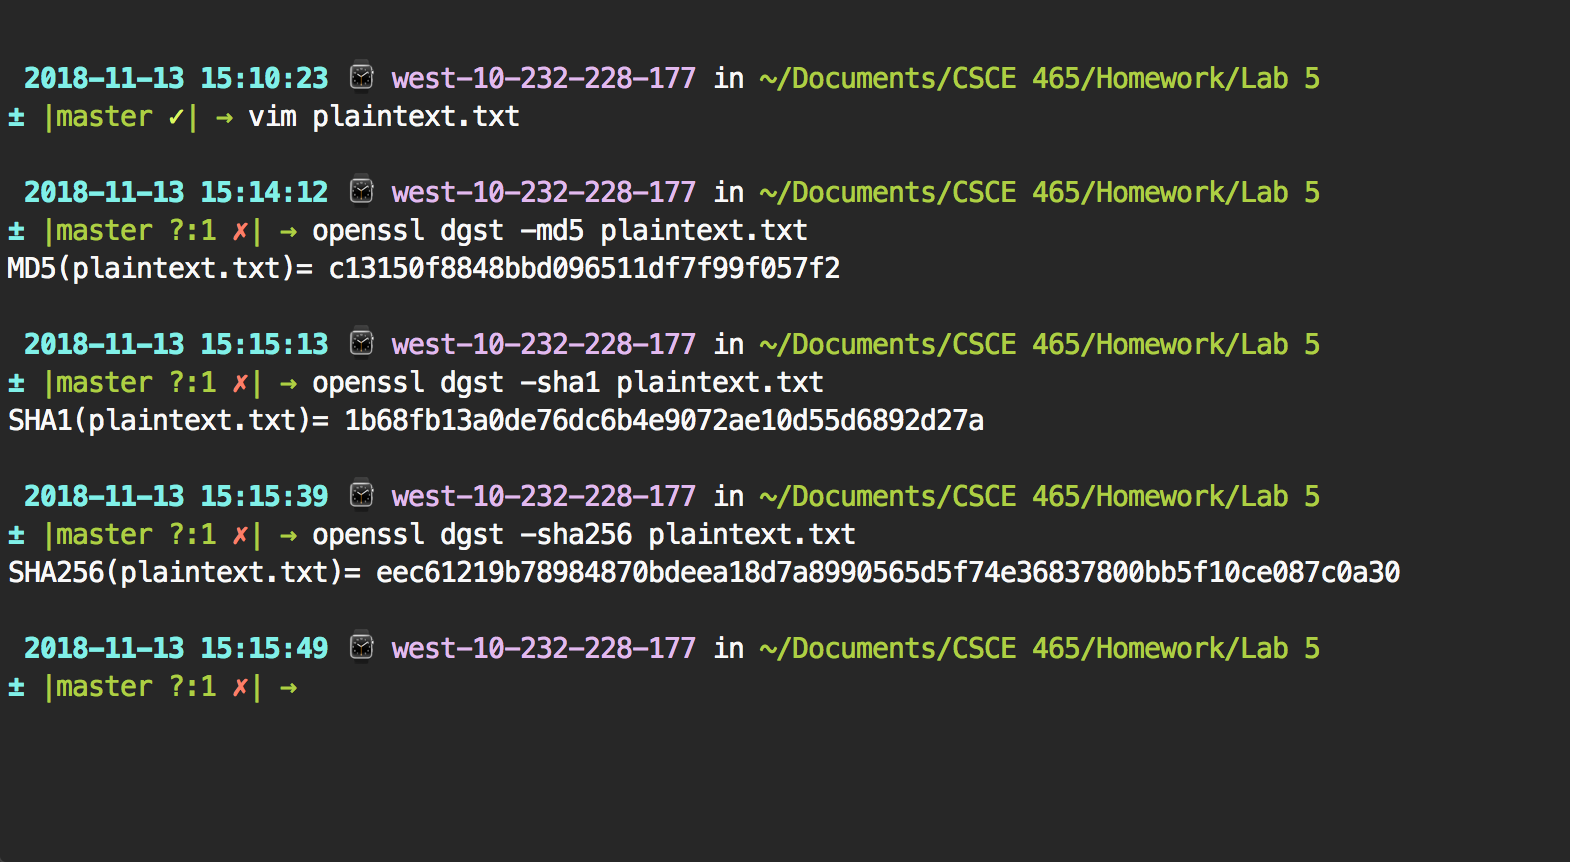 2018-11-13 15:10:23 ⌚ west-10-232-228-177 in ~/Documents/CSCE 465/Homework/Lab 5
± |master ✓| → vim plaintext.txt
2018-11-13 15:14:12 ⌚ west-10-232-228-177 in ~/Documents/CSCE 465/Homework/Lab 5
± |master ?:1 ✗| → openssl dgst -md5 plaintext.txt
MD5(plaintext.txt)= c13150f8848bbd096511df7f99f057f2
2018-11-13 15:15:13 ⌚ west-10-232-228-177 in ~/Documents/CSCE 465/Homework/Lab 5
± |master ?:1 ✗| → openssl dgst -sha1 plaintext.txt
SHA1(plaintext.txt)= 1b68fb13a0de76dc6b4e9072ae10d55d6892d27a
2018-11-13 15:15:39 ⌚ west-10-232-228-177 in ~/Documents/CSCE 465/Homework/Lab 5
± |master ?:1 ✗| → openssl dgst -sha256 plaintext.txt
SHA256(plaintext.txt)= eec61219b78984870bdeea18d7a8990565d5f74e36837800bb5f10ce087c0a30
2018-11-13 15:15:49 ⌚ west-10-232-228-177 in ~/Documents/CSCE 465/Homework/Lab 5
± |master ?:1 ✗| →